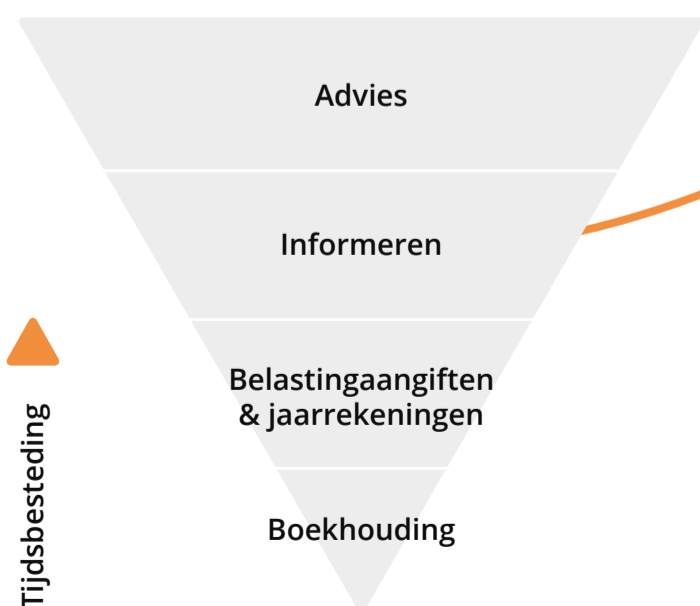 Advies
Informeren
Belastingaangiften
& jaarrekeningen
Boekhouding
Tijdsbesteding